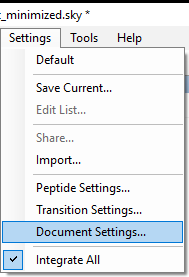 t_minimized.sky *
Settings Tools Help
Default
Save Current...
Edit List...
Share...
Import...
Peptide Settings...
Transition Settings...
Document Settings...
Integrate All